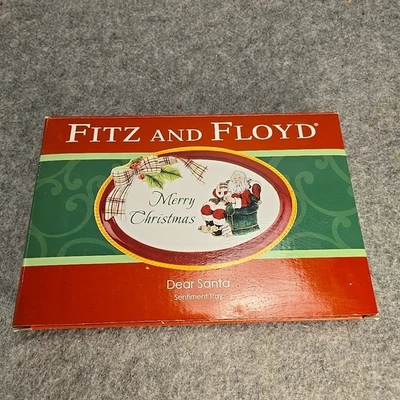 FITZ AND FLOYD®
Merry
Christmas
Dear Santa
Sentiment Tray